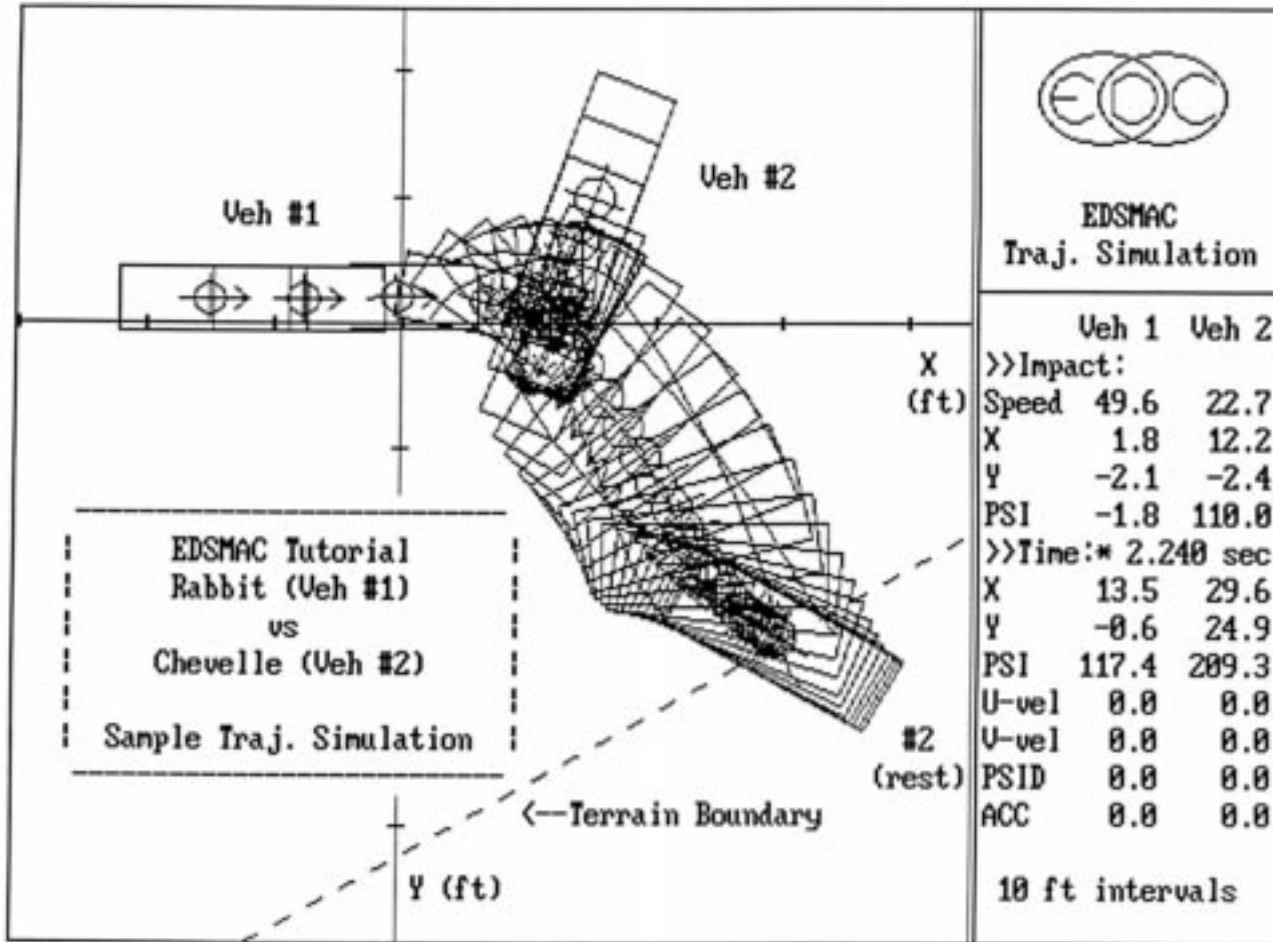 Veh #1
Veh #2
X
(ft)
EDSMAC Tutorial
Rabbit (Veh #1)
vs
Chevelle (Veh #2)
Sample Traj. Simulation
#2
(rest)
<--Terrain Boundary
Y (ft)
EDC
EDSMAC
Traj. Simulation
Veh 1 Veh 2
>>Impact:
Speed 49.6 22.7
X 1.8 12.2
Y -2.1 -2.4
PSI -1.8 110.0
>>Time:* 2.240 sec
X 13.5 29.6
Y -0.6 24.9
PSI 117.4 209.3
U-vel 0.0 0.0
V-vel 0.0 0.0
PSID 0.0 0.0
ACC 0.0 0.0
10 ft intervals